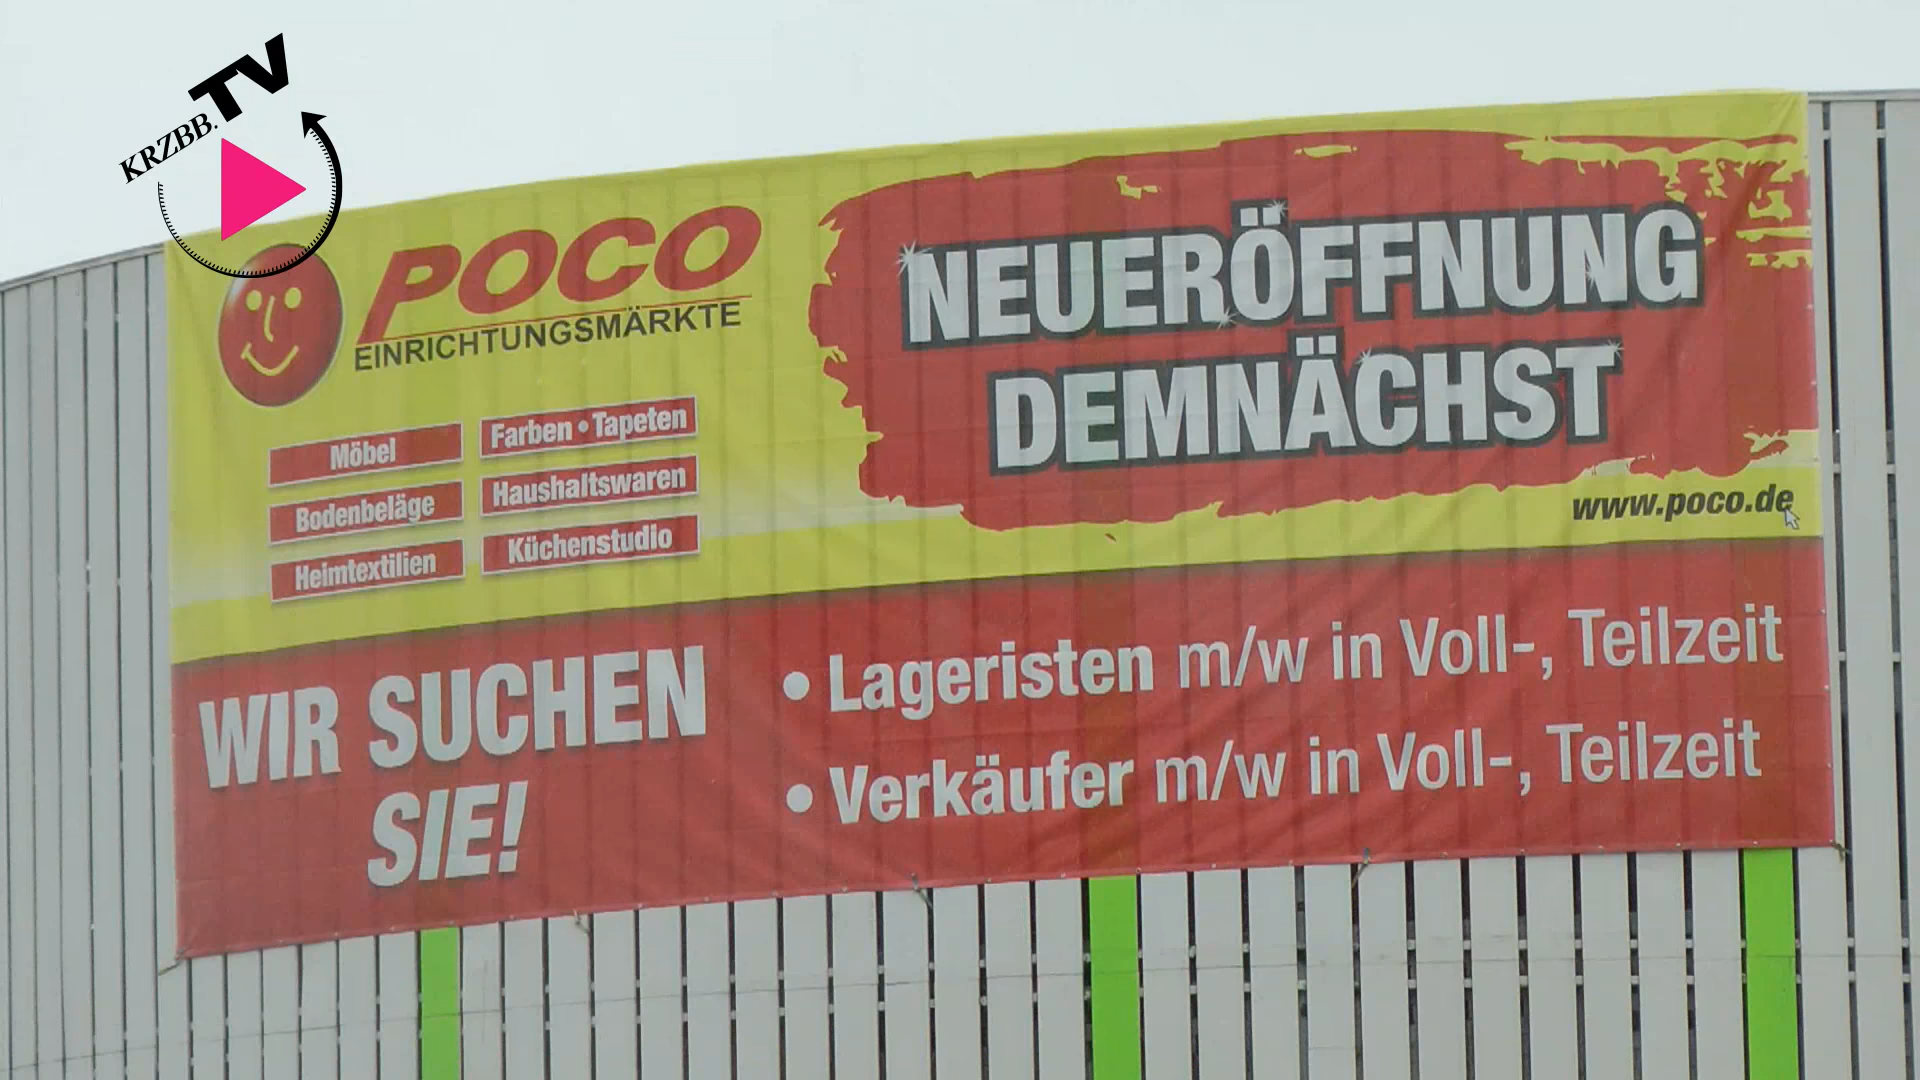 KRZBB.TV
POCO
EINRICHTUNGSMÄRKTE
Möbel
Farben • Tapeten
Bodenbeläge
Haushaltswaren
Heimtextilien
Küchenstudio
NEUERÖFFNUNG
DEMNÄCHST
www.poco.de
WIR SUCHEN
SIE!
• Lageristen m/w in Voll-, Teilzeit
• Verkäufer m/w in Voll-, Teilzeit